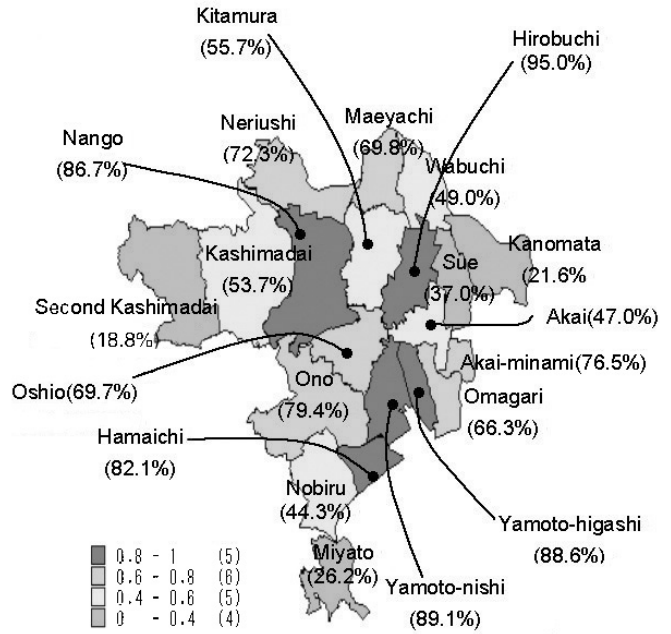 Kitamura
(55.7%)
Hirobuchi
(95.0%)
Maeyachi
(69.8%)
Neriushi
(72.3%)
Nango
(86.7%)
Wabuchi
(49.0%)
Kanomata
(21.6%
Kashimadai
(53.7%)
Süe
(37.0%)
Second Kashimadai
(18.8%)
Akai(47.0%)
Akai-minami(76.5%)
Oshio(69.7%)
Ono
(79.4%)
Omagari
(66.3%)
Hamaichi
(82.1%)
Nobiru
(44.3%)
Yamoto-higashi
(88.6%)
Miyato
(26.2%)
Yamoto-nishi
(89.1%)
0.8 - 1 (5)
0.6 - 0.8 (6)
0.4 - 0.6 (5)
0 - 0.4 (4)